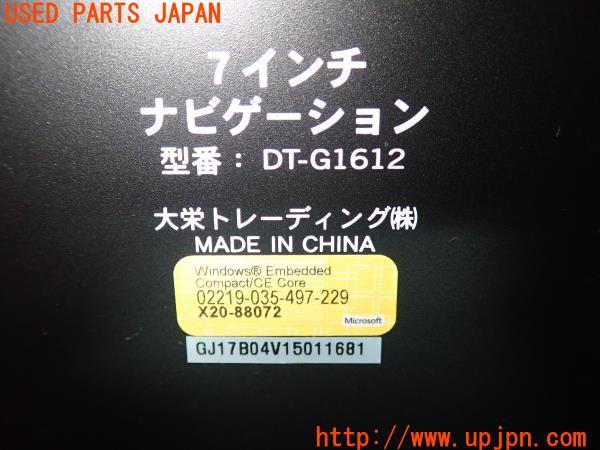 USED PARTS JAPAN
7インチ
ナビゲーション
型番： DT-G1612
大栄トレーディング㈱
MADE IN CHINA
Windows® Embedded
Compact/CE Core
02219-035-497-229
X20-88072
Microsoft
GJ17B04V15011681
http://www.upjpn.com/